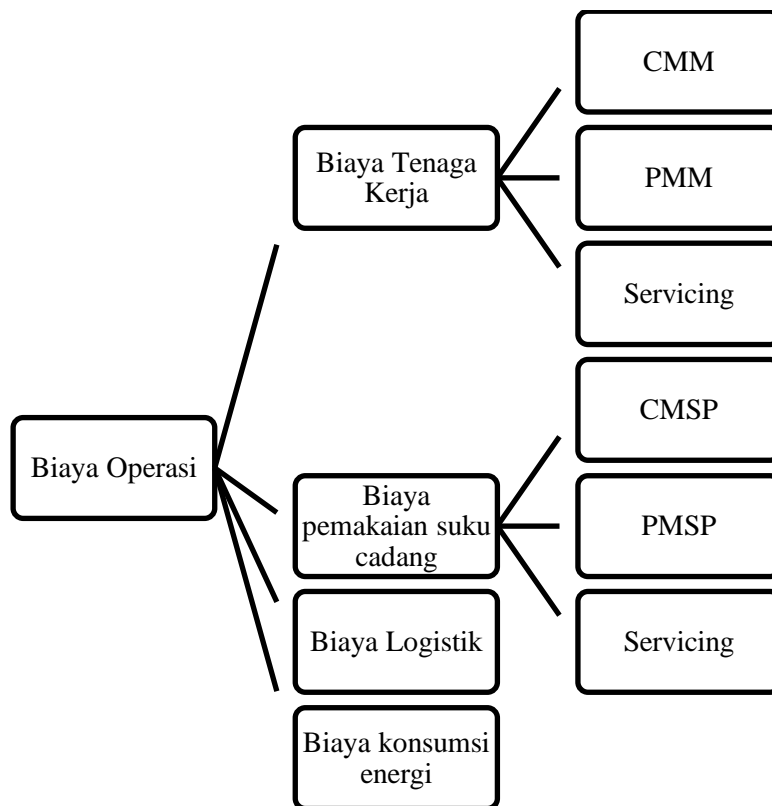 CMM
Biaya Tenaga
Kerja
PMM
Servicing
CMSP
Biaya Operasi
Biaya
pemakaian suku
cadang
PMSP
Biaya Logistik
Servicing
Biaya konsumsi
energi